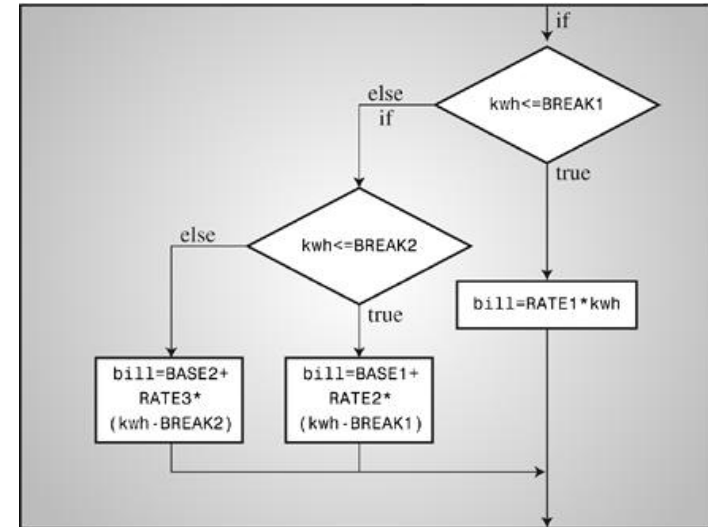 if
kwh<=BREAK1
else
if
true
kwh<=BREAK2
else
bill=RATE1*kwh
true
bill=BASE2+
RATE3*
(kwh-BREAK2)
bill=BASE1+
RATE2*
(kwh-BREAK1)